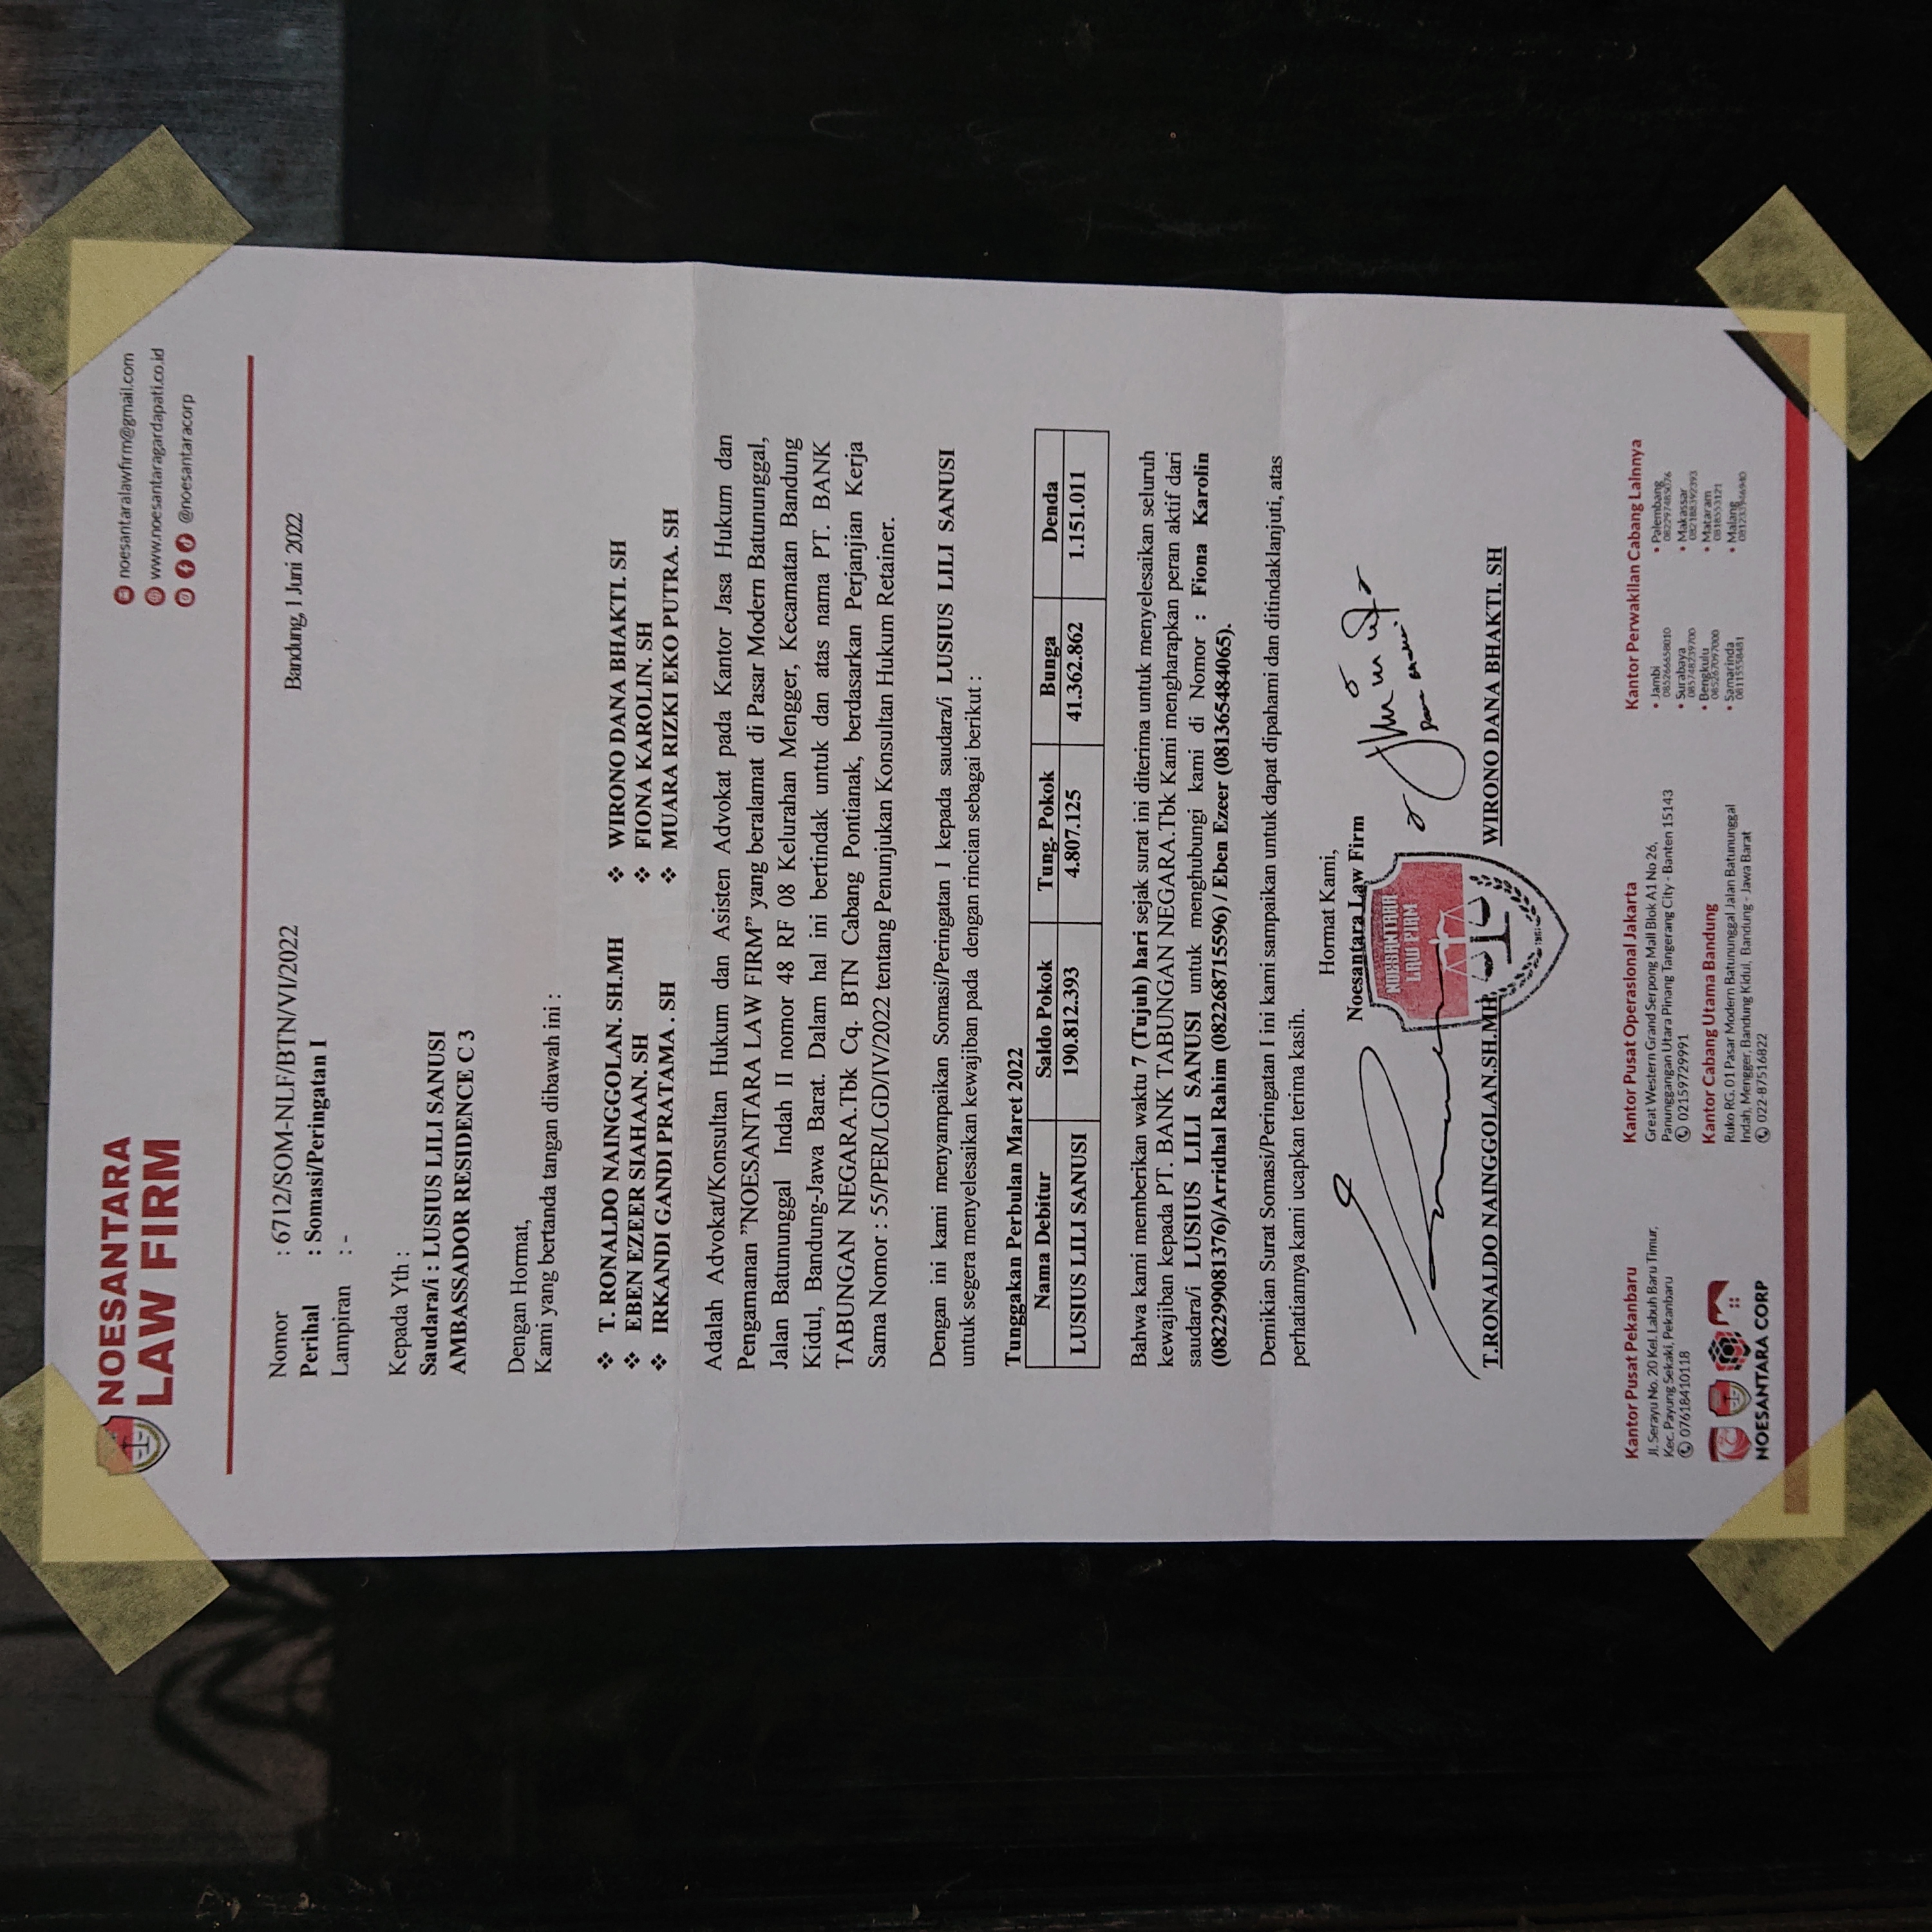 NOESANTARA
LAW FIRM
noesantaralawfirm@gmail.com
www.noesantaragardapati.co.id
@noesantaracorp
Bandung, 1 Juni 2022
Nomor : 6712/SOM-NLF/BTN/VI/2022
Perihal : Somasi/Peringatan I
Lampiran : -
Kepada Yth :
Saudara/i : LUSIUS LILI SANUSI
AMBASSADOR RESIDENCE C 3
Dengan Hormat,
Kami yang bertanda tangan dibawah ini :
❖ T. RONALDO NAINGGOLAN. SH.MH ❖ WIRONO DANA BHAKTI. SH
❖ EBEN EZEER SIAHAAN. SH ❖ FIONA KAROLIN. SH
❖ IRKANDI GANDI PRATAMA . SH ❖ MUARA RIZKI EKO PUTRA. SH
Adalah Advokat/Konsultan Hukum dan Asisten Advokat pada Kantor Jasa Hukum dan
Pengamanan ”NOESANTARA LAW FIRM” yang beralamat di Pasar Modern Batununggal,
Jalan Batununggal Indah II nomor 48 RF 08 Kelurahan Mengger, Kecamatan Bandung
Kidul, Bandung-Jawa Barat. Dalam hal ini bertindak untuk dan atas nama PT. BANK
TABUNGAN NEGARA.Tbk Cq. BTN Cabang Pontianak, berdasarkan Perjanjian Kerja
Sama Nomor : 55/PER/LGD/IV/2022 tentang Penunjukan Konsultan Hukum Retainer.
Dengan ini kami menyampaikan Somasi/Peringatan I kepada saudara/i LUSIUS LILI SANUSI
untuk segera menyelesaikan kewajiban pada dengan rincian sebagai berikut :
Tunggakan Perbulan Maret 2022
Nama Debitur Saldo Pokok Tung. Pokok Bunga Denda
LUSIUS LILI SANUSI 190.812.393 4.807.125 41.362.862 1.151.011
Bahwa kami memberikan waktu 7 (Tujuh) hari sejak surat ini diterima untuk menyelesaikan seluruh
kewajiban kepada PT. BANK TABUNGAN NEGARA.Tbk Kami mengharapkan peran aktif dari
saudara/i LUSIUS LILI SANUSI untuk menghubungi kami di Nomor : Fiona Karolin
(082299081376)/Arridhal Rahim (082268715596) / Eben Ezeer (081365484065).
Demikian Surat Somasi/Peringatan I ini kami sampaikan untuk dapat dipahami dan ditindaklanjuti, atas
perhatiannya kami ucapkan terima kasih.
Hormat Kami,
Noesantara Law Firm
NOESANTARA
LAW FIRM
T.RONALDO NAINGGOLAN.SH.MH WIRONO DANA BHAKTI. SH
Kantor Pusat Pekanbaru
Jl. Serayu No. 20 Kel. Labuh Baru Timur,
Kec. Payung Sekaki, Pekanbaru
07618410118
NOESANTARA CORP
Kantor Pusat Operasional Jakarta
Great Western Grand Serpong Mall Blok A1 No 26,
Panunggangan Utara Pinang Tangerang City - Banten 15143
02159729991
Kantor Cabang Utama Bandung
Ruko RG. 01 Pasar Modern Batununggal Jalan Batununggal
Indah, Mengger, Bandung Kidul, Bandung - Jawa Barat
022-87516822
Kantor Perwakilan Cabang Lainnya
• Jambi
085266658010
• Surabaya
085748239700
• Bengkulu
085267097000
• Samarinda
0811555841
• Palembang
082297485076
• Makassar
082188392393
• Mataram
0818553121
• Malang